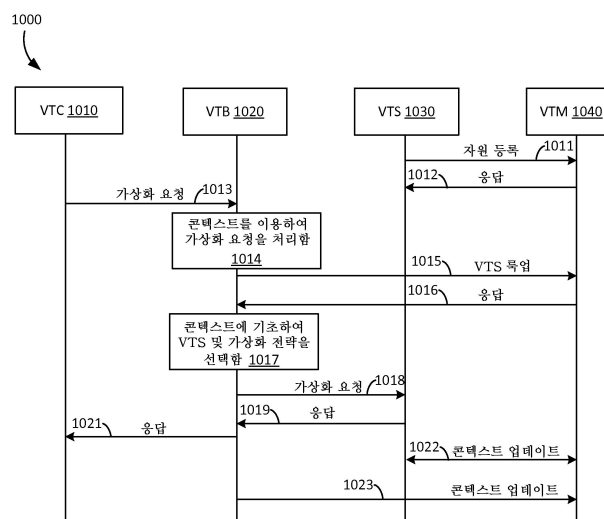 1000
VTC 1010
VTB 1020
VTS 1030
VTM 1040
자원 등록
1011
1012
응답
가상화 요청
1013
콘텍스트를 이용하여
가상화 요청을 처리함
1014
1015
VTS 룩업
1016
응답
콘텍스트에 기초하여
VTS 및 가상화 전략을
선택함 1017
가상화 요청
1018
1019
응답
1021
응답
1022
콘텍스트 업데이트
1023
콘텍스트 업데이트